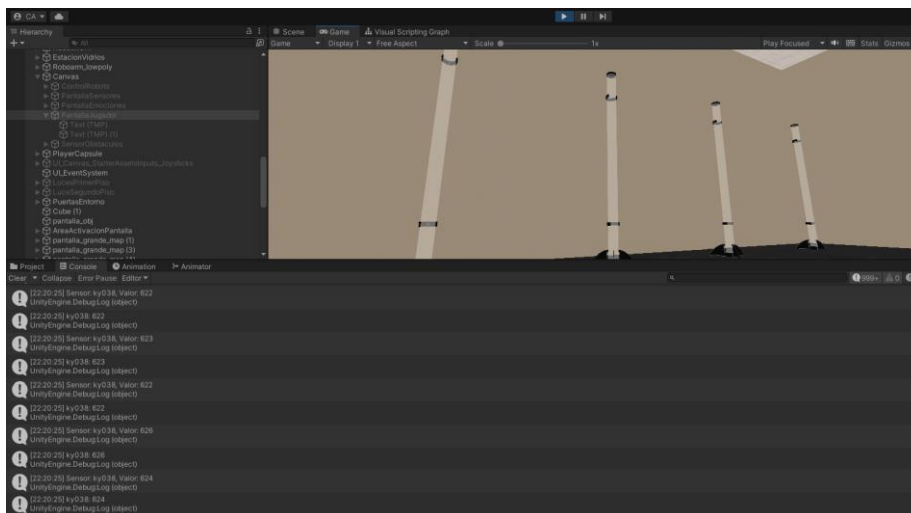 CA
Hierarchy
Scene
Game
Visual Scripting Graph
All
Game
Display 1
Free Aspect
Scale
1x
Play Focused
Stats
Gizmos
EstacionVidrios
Roboarm_lowpoly
Canvas
ControlRobots
PantallaSensores
PantallaEmociones
PantallaJugador
Text (TMP)
Text (TMP) (1)
SensorObstaculos
PlayerCapsule
UI_Canvas_StarterAssetsInputs_Joysticks
UI_EventSystem
LucesPrimerPiso
LucesSegundoPiso
PuertasEntorno
Cube (1)
pantalla_obj
AreaActivacionPantalla
pantalla_grande_map (1)
pantalla_grande_map (3)
Project
Console
Animation
Animator
Clear
Collapse
Error Pause
Editor
999+
0
[22:20:25] Sensor: ky038, Valor: 622
UnityEngine.Debug:Log (object)
[22:20:25] ky038: 622
UnityEngine.Debug:Log (object)
[22:20:25] Sensor: ky038, Valor: 623
UnityEngine.Debug:Log (object)
[22:20:25] ky038: 623
UnityEngine.Debug:Log (object)
[22:20:25] Sensor: ky038, Valor: 622
UnityEngine.Debug:Log (object)
[22:20:25] ky038: 622
UnityEngine.Debug:Log (object)
[22:20:25] Sensor: ky038, Valor: 626
UnityEngine.Debug:Log (object)
[22:20:25] ky038: 626
UnityEngine.Debug:Log (object)
[22:20:25] Sensor: ky038, Valor: 624
UnityEngine.Debug:Log (object)
[22:20:25] ky038: 624
UnityEngine.Debug:Log (object)